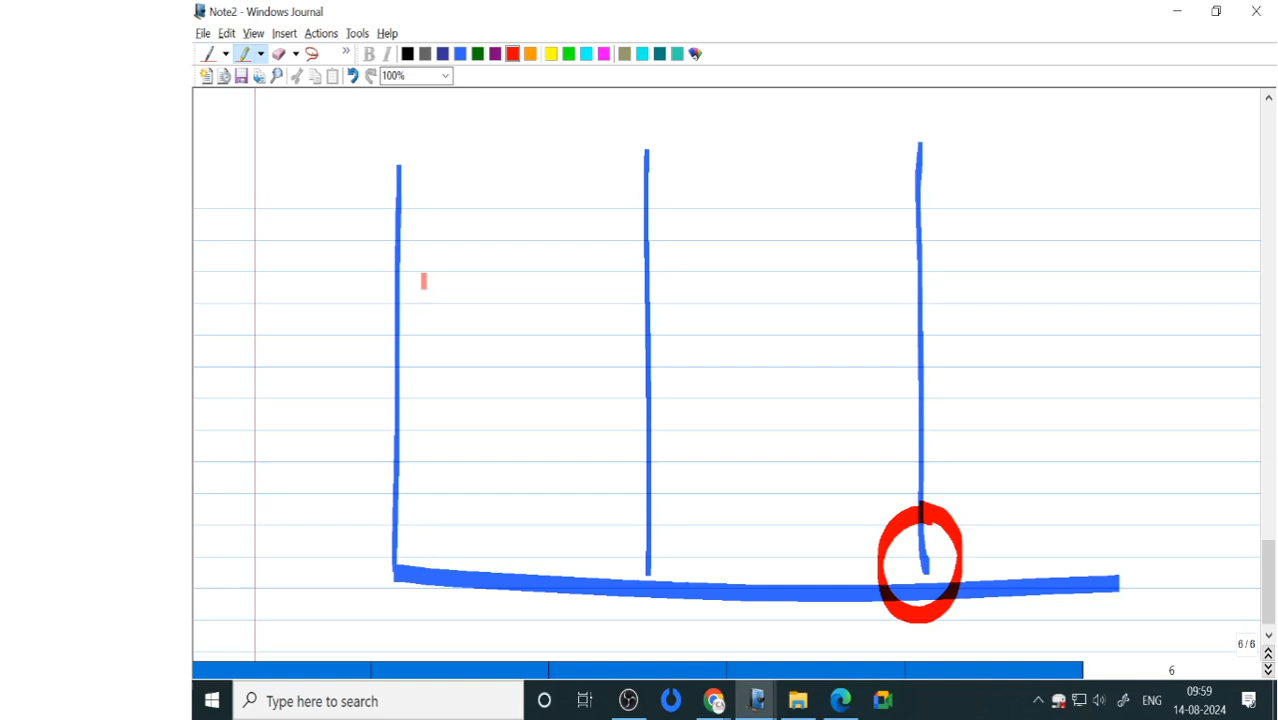 Note2 - Windows Journal
File Edit View Insert Actions Tools Help
» B I
100%
6/6
6
Type here to search
ENG
09:59
14-08-2024